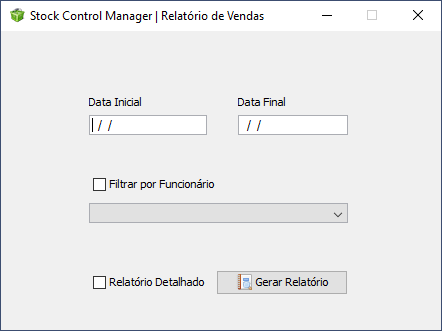 Stock Control Manager | Relatório de Vendas
Data Inicial Data Final
/ / / /
Filtrar por Funcionário
Relatório Detalhado Gerar Relatório